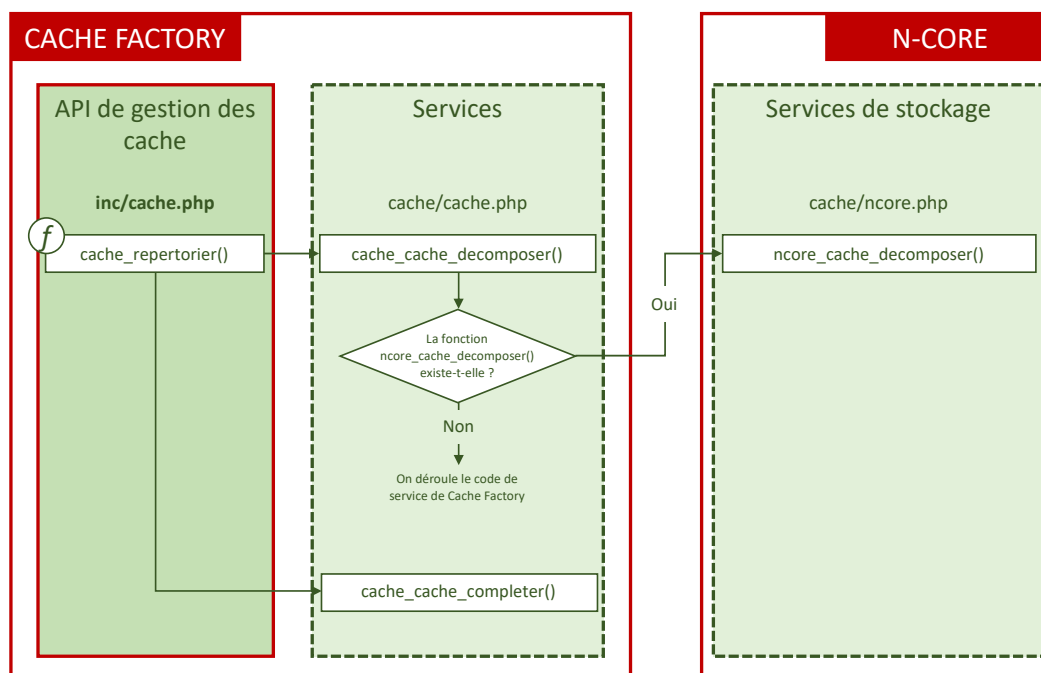 CACHE FACTORY
N-CORE
API de gestion des
cache
Services
Services de stockage
inc/cache.php
cache/cache.php
cache/ncore.php
f
cache_repertorier()
cache_cache_decomposer()
ncore_cache_decomposer()
Oui
La fonction
ncore_cache_decomposer()
existe-t-elle ?
Non
On déroule le code de
service de Cache Factory
cache_cache_completer()